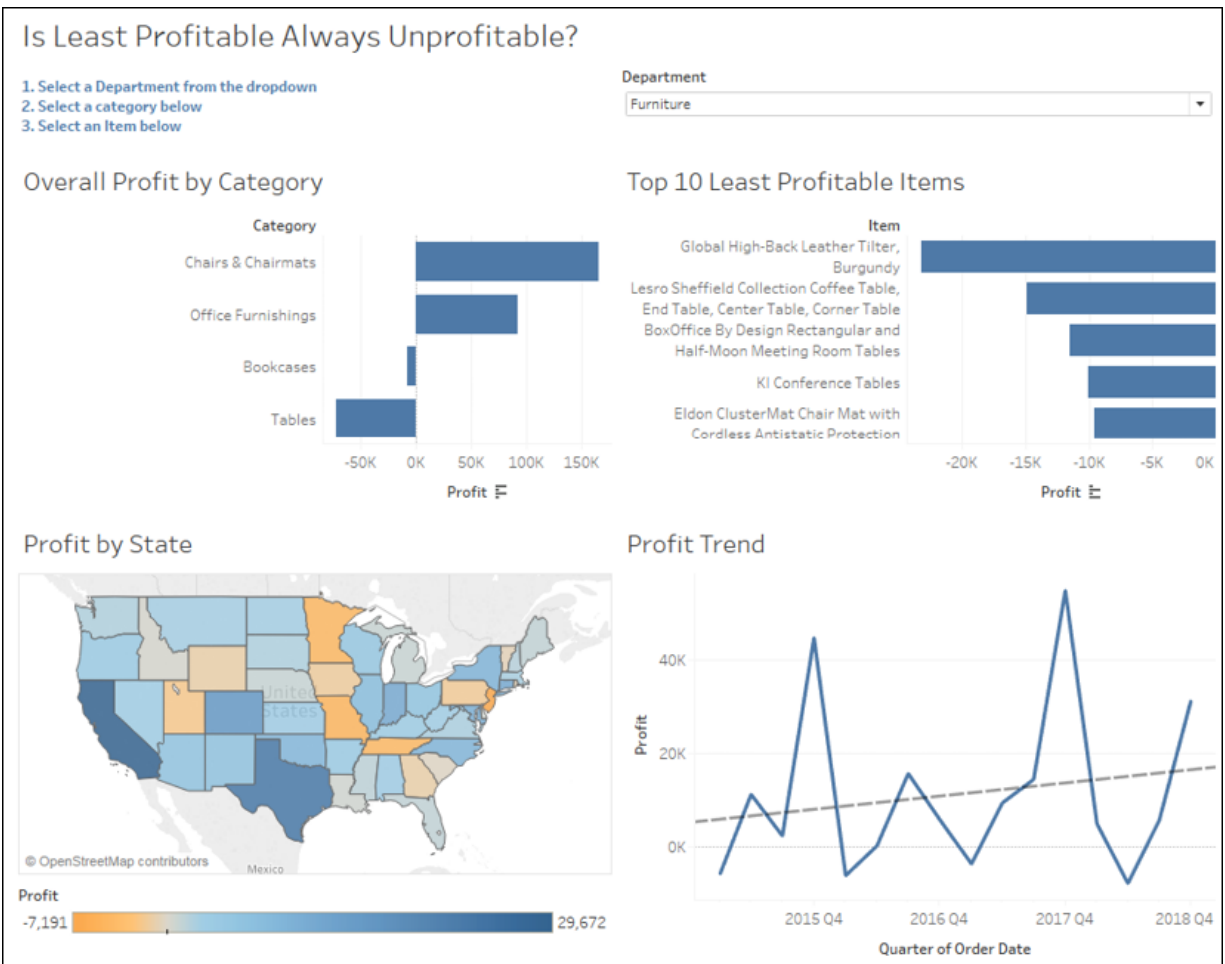 Is Least Profitable Always Unprofitable?
1. Select a Department from the dropdown
2. Select a category below
3. Select an Item below
Department
Furniture
Overall Profit by Category
Category
Chairs & Chairmats
Office Furnishings
Bookcases
Tables
-50K 0K 50K 100K 150K
Profit
Top 10 Least Profitable Items
Item
Global High-Back Leather Tilter,
Burgundy
Lesro Sheffield Collection Coffee Table,
End Table, Center Table, Corner Table
BoxOffice By Design Rectangular and
Half-Moon Meeting Room Tables
KI Conference Tables
Eldon ClusterMat Chair Mat with
Cordless Antistatic Protection
-20K -15K -10K -5K 0K
Profit
Profit by State
United
States
© OpenStreetMap contributors
Mexico
Profit
-7,191 29,672
Profit Trend
Profit
40K
20K
0K
2015 Q4 2016 Q4 2017 Q4 2018 Q4
Quarter of Order Date